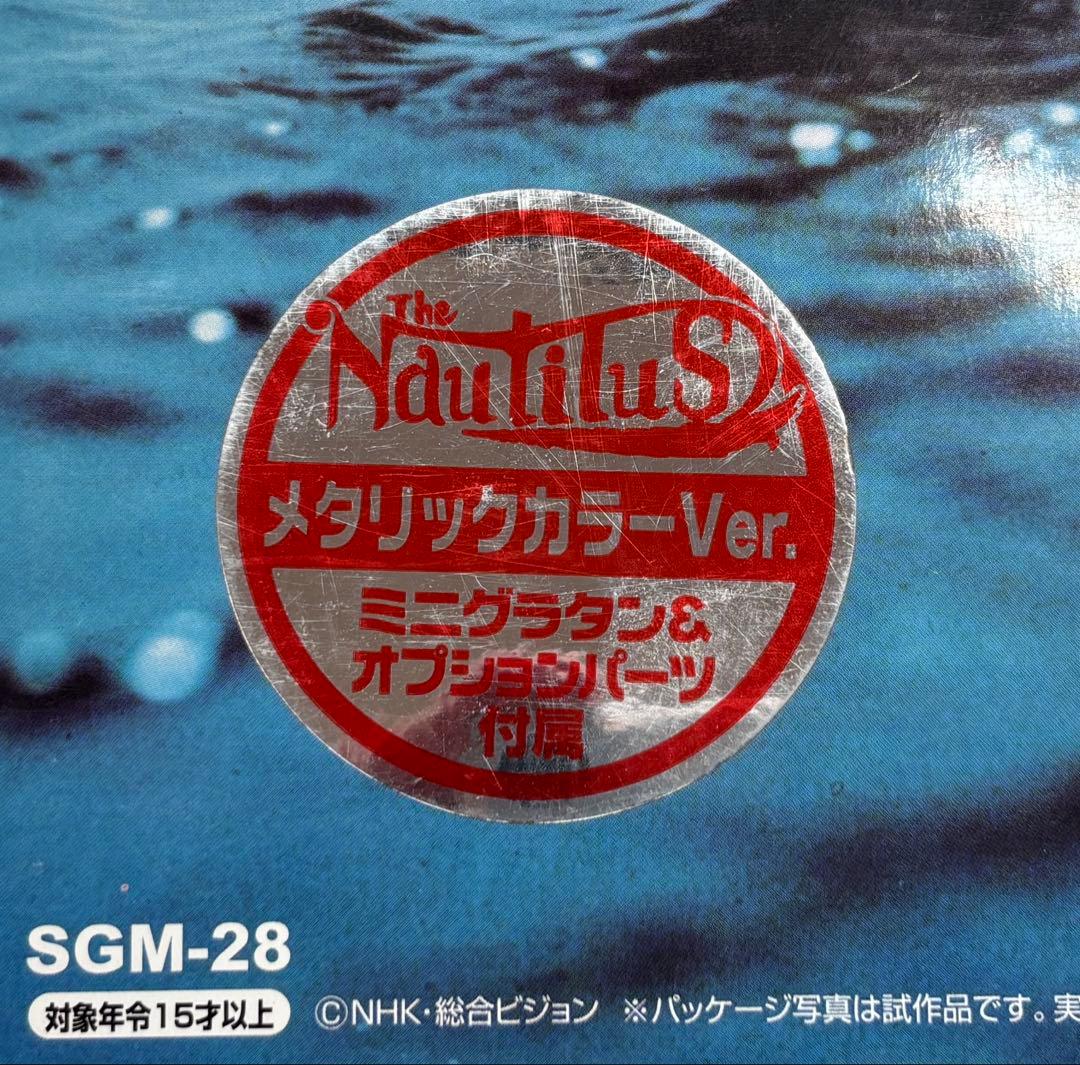 The
Nautilus
メタリックカラーVer.
ミニグラタン&
オプションパーツ
付属
SGM-28
対象年令15才以上
©NHK・総合ビジョン ※パッケージ写真は試作品です。実